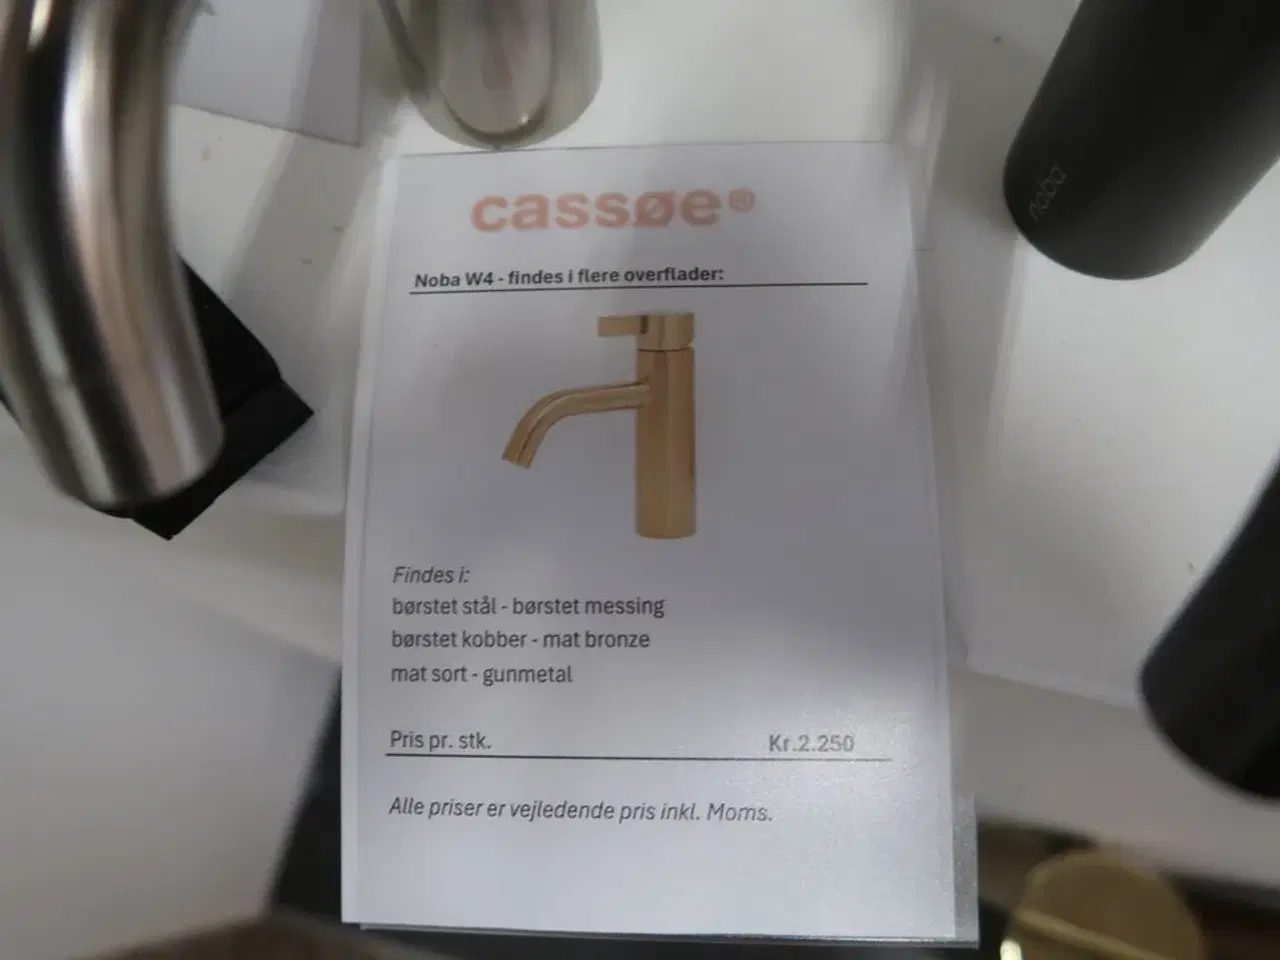 cassøe®
noba
Noba W4 - findes i flere overflader:
Findes i:
børstet stål - børstet messing
børstet kobber - mat bronze
mat sort - gunmetal
Pris pr. stk. Kr.2.250
Alle priser er vejledende pris inkl. Moms.